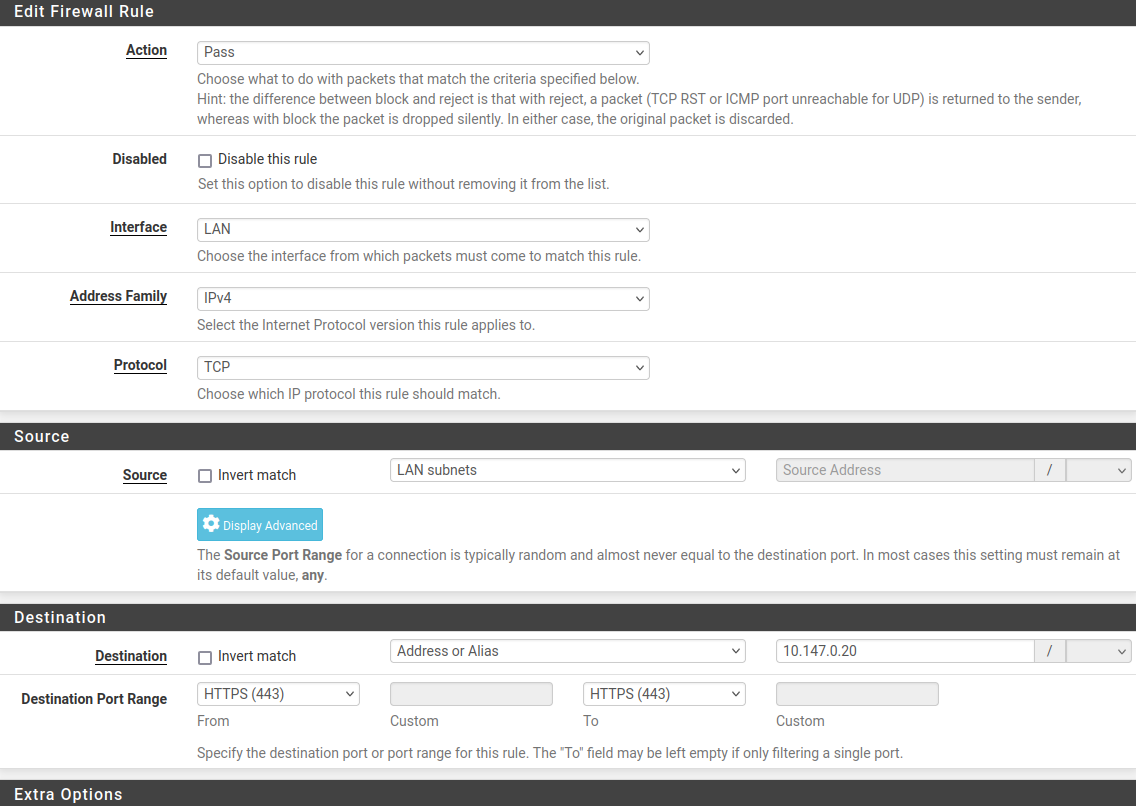 Edit Firewall Rule
Action
Pass
Choose what to do with packets that match the criteria specified below.
Hint: the difference between block and reject is that with reject, a packet (TCP RST or ICMP port unreachable for UDP) is returned to the sender,
whereas with block the packet is dropped silently. In either case, the original packet is discarded.
Disabled
Disable this rule
Set this option to disable this rule without removing it from the list.
Interface
LAN
Choose the interface from which packets must come to match this rule.
Address Family
IPv4
Select the Internet Protocol version this rule applies to.
Protocol
TCP
Choose which IP protocol this rule should match.
Source
Source
Invert match
LAN subnets
Source Address
/
Display Advanced
The Source Port Range for a connection is typically random and almost never equal to the destination port. In most cases this setting must remain at
its default value, any.
Destination
Destination
Invert match
Address or Alias
10.147.0.20
/
Destination Port Range
HTTPS (443)
HTTPS (443)
From
Custom
To
Custom
Specify the destination port or port range for this rule. The "To" field may be left empty if only filtering a single port.
Extra Options